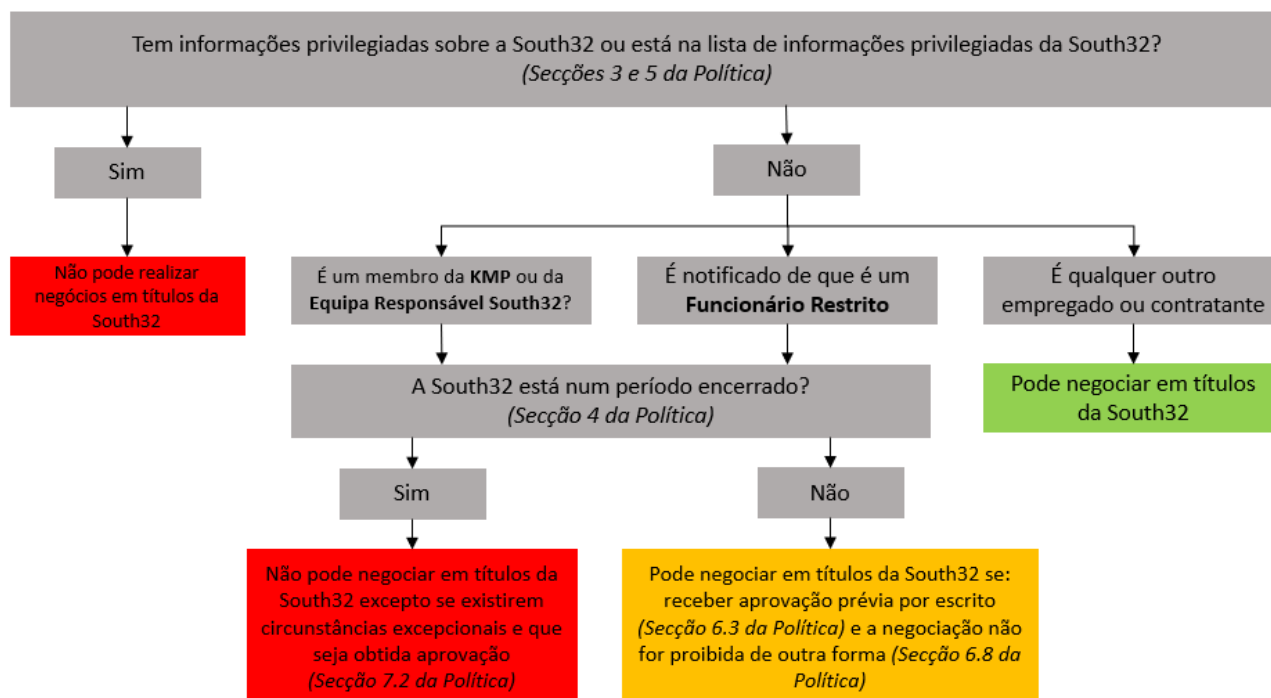 Tem informações privilegiadas sobre a South32 ou está na lista de informações privilegiadas da South32?
(Secções 3 e 5 da Política)
Sim
Não
Não pode realizar
negócios em títulos da
South32
É um membro da KMP ou da
Equipa Responsável South32?
É notificado de que é um
Funcionário Restrito
É qualquer outro
empregado ou contratante
A South32 está num período encerrado?
(Secção 4 da Política)
Pode negociar em títulos
da South32
Sim
Não
Não pode negociar em títulos da
South32 excepto se existirem
circunstâncias excepcionais e que
seja obtida aprovação
(Secção 7.2 da Política)
Pode negociar em títulos da South32 se:
receber aprovação prévia por escrito
(Secção 6.3 da Política) e a negociação não
for proibida de outra forma (Secção 6.8 da
Política)